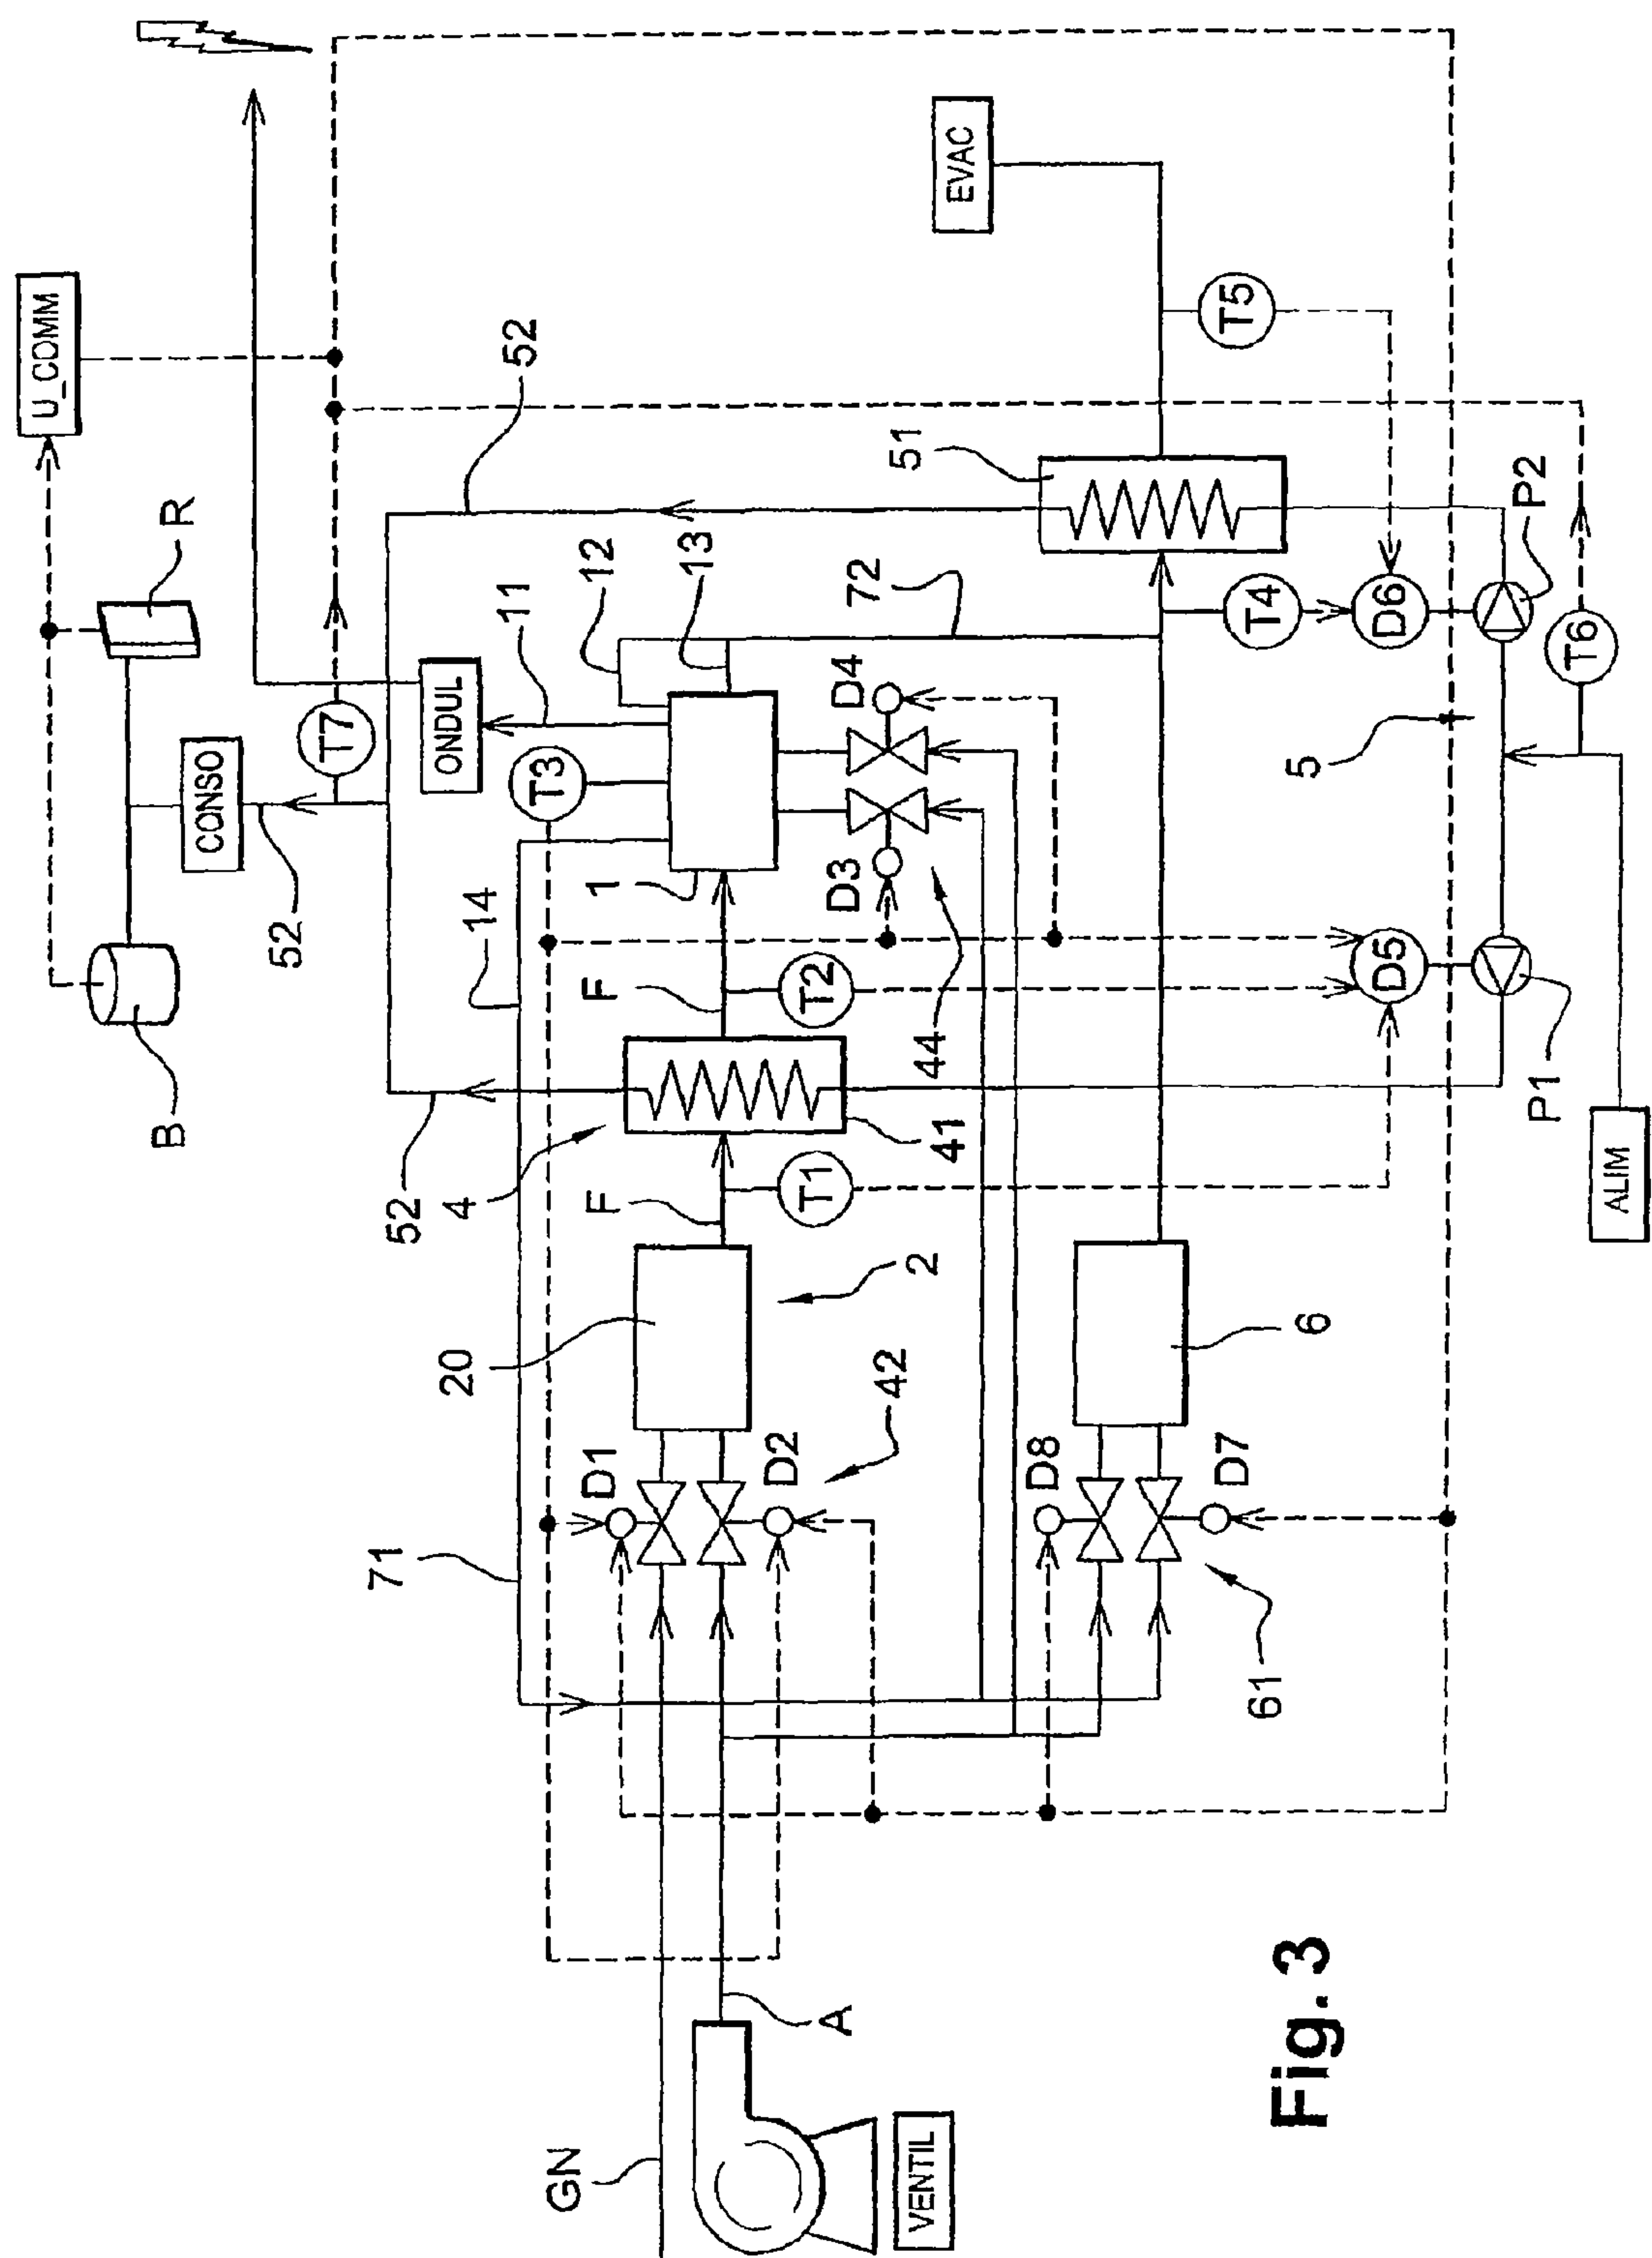 U_COMM
B
R
CONSO
52
T7
71
52
ONDUL
20
4
14
11
52
T3
GN
D1
F
F
1
12
13
D2
T1
T2
A
D3
D4
72
42
51
VENTIL
2
44
41
EVAC
D8
D7
T4
T5
61
Fig. 3
6
5
D5
D6
P1
P2
T6
ALIM